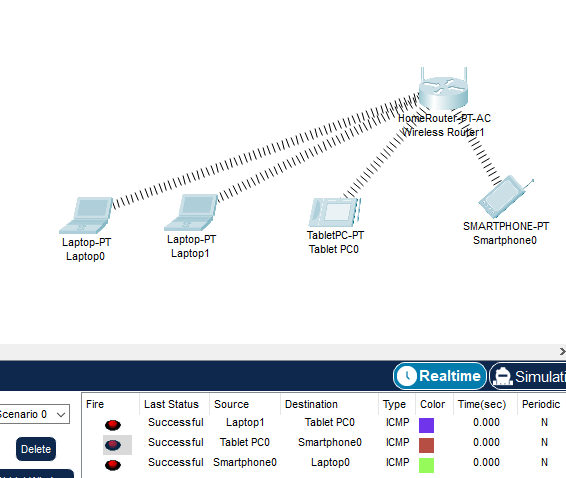 HomeRouter-PT-AC
Wireless Router1
Laptop-PT
Laptop0
Laptop-PT
Laptop1
TabletPC-PT
Tablet PC0
SMARTPHONE-PT
Smartphone0
Realtime
Simulati
Scenario 0
Delete
Fire Last Status Source Destination Type Color Time(sec) Periodic
Successful Laptop1 Tablet PC0 ICMP 0.000 N
Successful Tablet PC0 Smartphone0 ICMP 0.000 N
Successful Smartphone0 Laptop0 ICMP 0.000 N